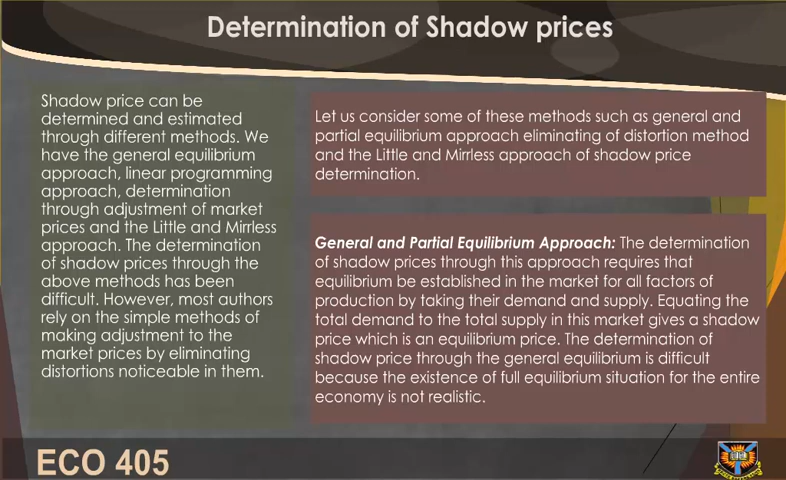 Determination of Shadow prices
Shadow price can be
determined and estimated
through different methods. We
have the general equilibrium
approach, linear programming
approach, determination
through adjustment of market
prices and the Little and Mirrless
approach. The determination
of shadow prices through the
above methods has been
difficult. However, most authors
rely on the simple methods of
making adjustment to the
market prices by eliminating
distortions noticeable in them.
Let us consider some of these methods such as general and
partial equilibrium approach eliminating of distortion method
and the Little and Mirrless approach of shadow price
determination.
General and Partial Equilibrium Approach: The determination
of shadow prices through this approach requires that
equilibrium be established in the market for all factors of
production by taking their demand and supply. Equating the
total demand to the total supply in this market gives a shadow
price which is an equilibrium price. The determination of
shadow price through the general equilibrium is difficult
because the existence of full equilibrium situation for the entire
economy is not realistic.
ECO 405